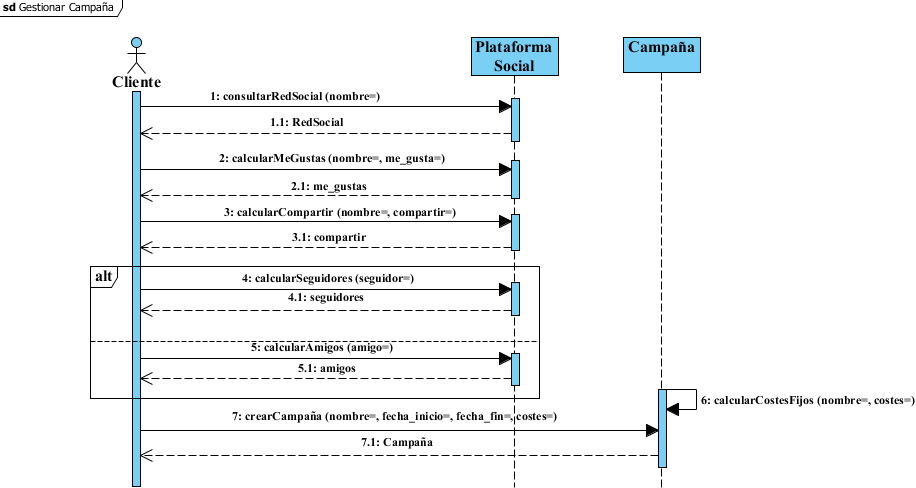 sd Gestionar Campaña
Cliente
Plataforma
Social
Campaña
1: consultarRedSocial (nombre=)
1.1: RedSocial
2: calcularMeGustas (nombre=, me_gusta=)
2.1: me_gustas
3: calcularCompartir (nombre=, compartir=)
3.1: compartir
alt
4: calcularSeguidores (seguidor=)
4.1: seguidores
5: calcularAmigos (amigo=)
5.1: amigos
6: calcularCostesFijos (nombre=, costes=)
7: crearCampaña (nombre=, fecha_inicio=, fecha_fin=, costes=)
7.1: Campaña